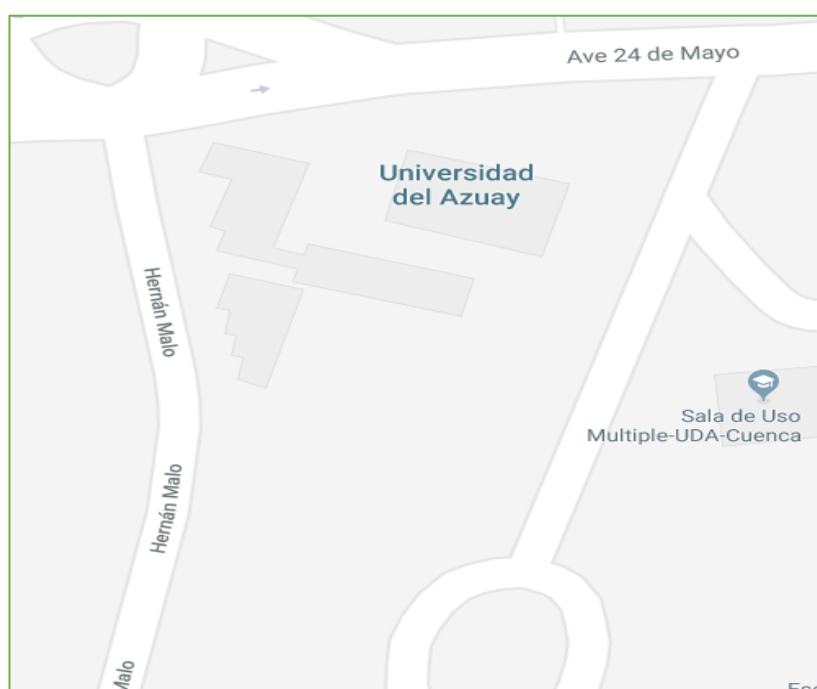 Ave 24 de Mayo
Universidad
del Azuay
Hernán Malo
Sala de Uso
Multiple-UDA-Cuenca
Hernán Malo
Malo